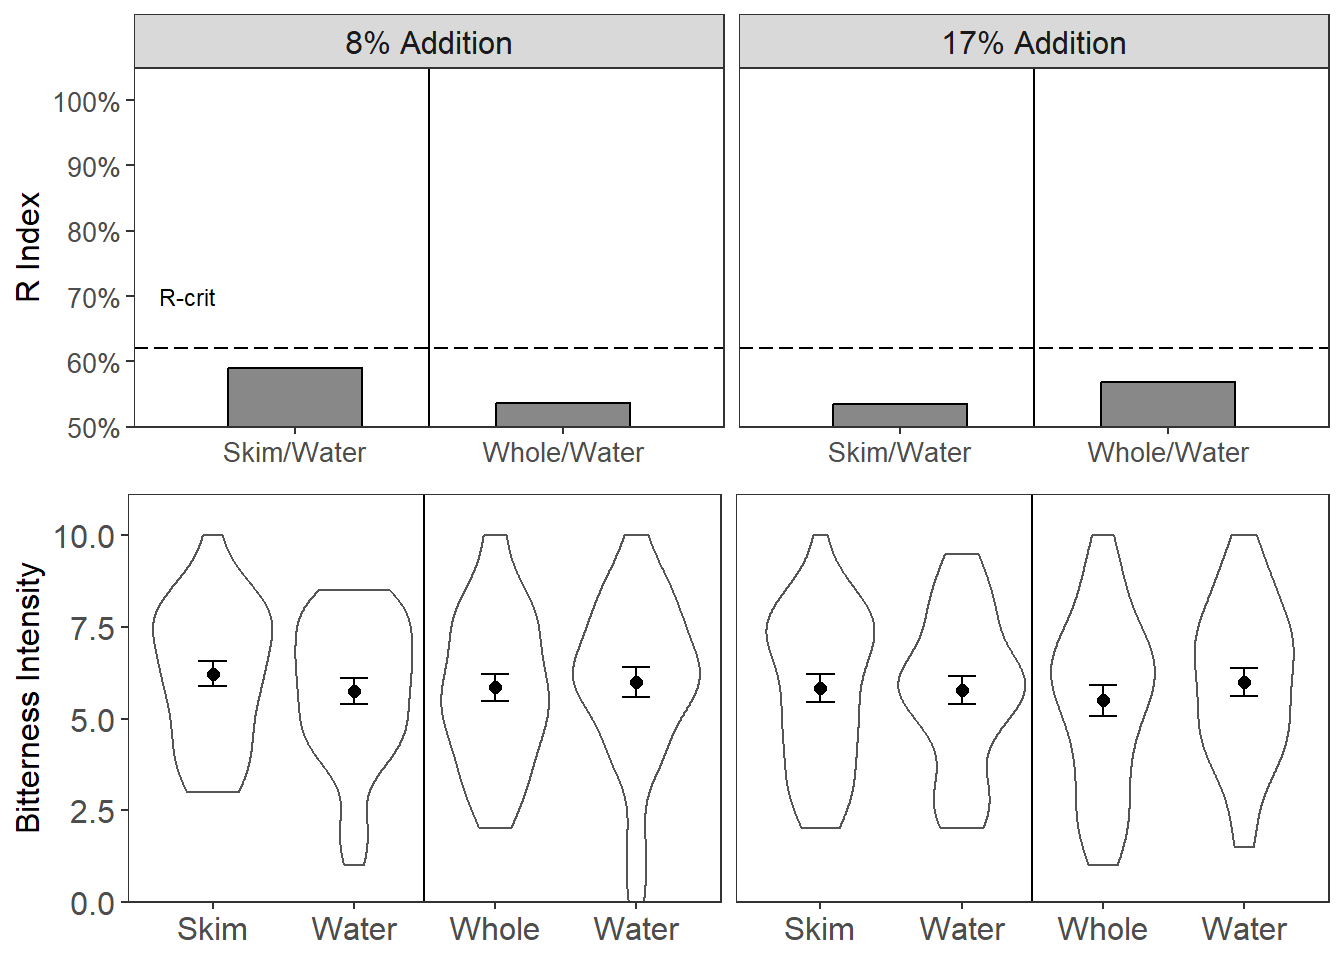 8% Addition
17% Addition
R Index
100%
90%
80%
70%
60%
50%
R-crit
Skim/Water
Whole/Water
Skim/Water
Whole/Water
Bitterness Intensity
10.0
7.5
5.0
2.5
0.0
Skim
Water
Whole
Water
Skim
Water
Whole
Water